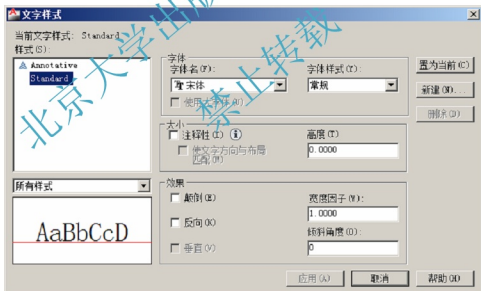 文字样式
当前文字样式: Standard
样式(S):
Annotative
Standard
所有样式
AaBbCcD
字体
字体名(F):
宋体
字体样式(Y):
常规
使用大字体(U)
大小
注释性(I)
使文字方向与布局
匹配(M)
高度(T)
0.0000
效果
颠倒(E)
反向(K)
垂直(V)
宽度因子(W):
1.0000
倾斜角度(O):
0
置为当前(C)
新建(N)...
删除(D)
应用(A)
取消
帮助(H)
北京大学出版
禁止转载